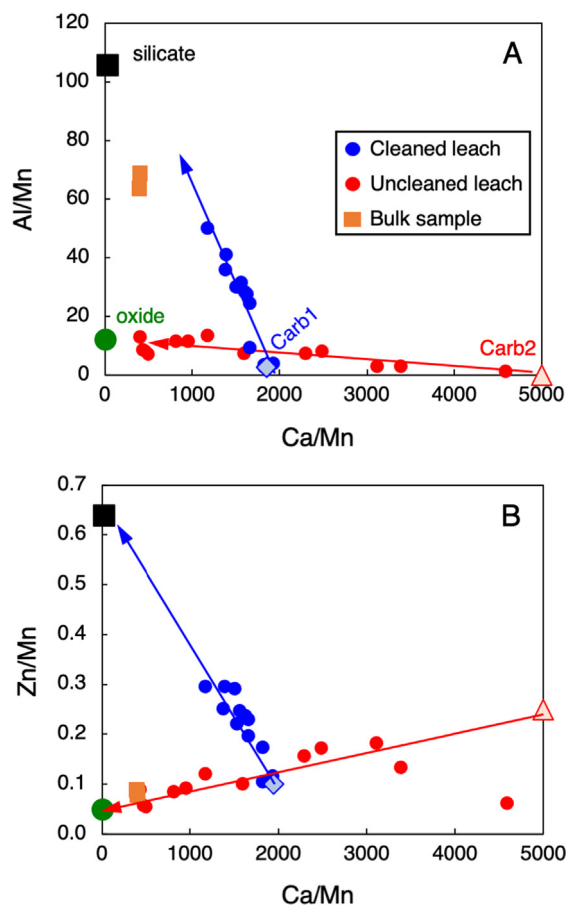 120
A
silicate
100
80
Cleaned leach
Uncleaned leach
Bulk sample
60
Al/Mn
40
20
oxide
Carb1
Carb2
0
0 1000 2000 3000 4000 5000
Ca/Mn
0.7
B
0.6
0.5
0.4
Zn/Mn
0.3
0.2
0.1
0.0
0 1000 2000 3000 4000 5000
Ca/Mn